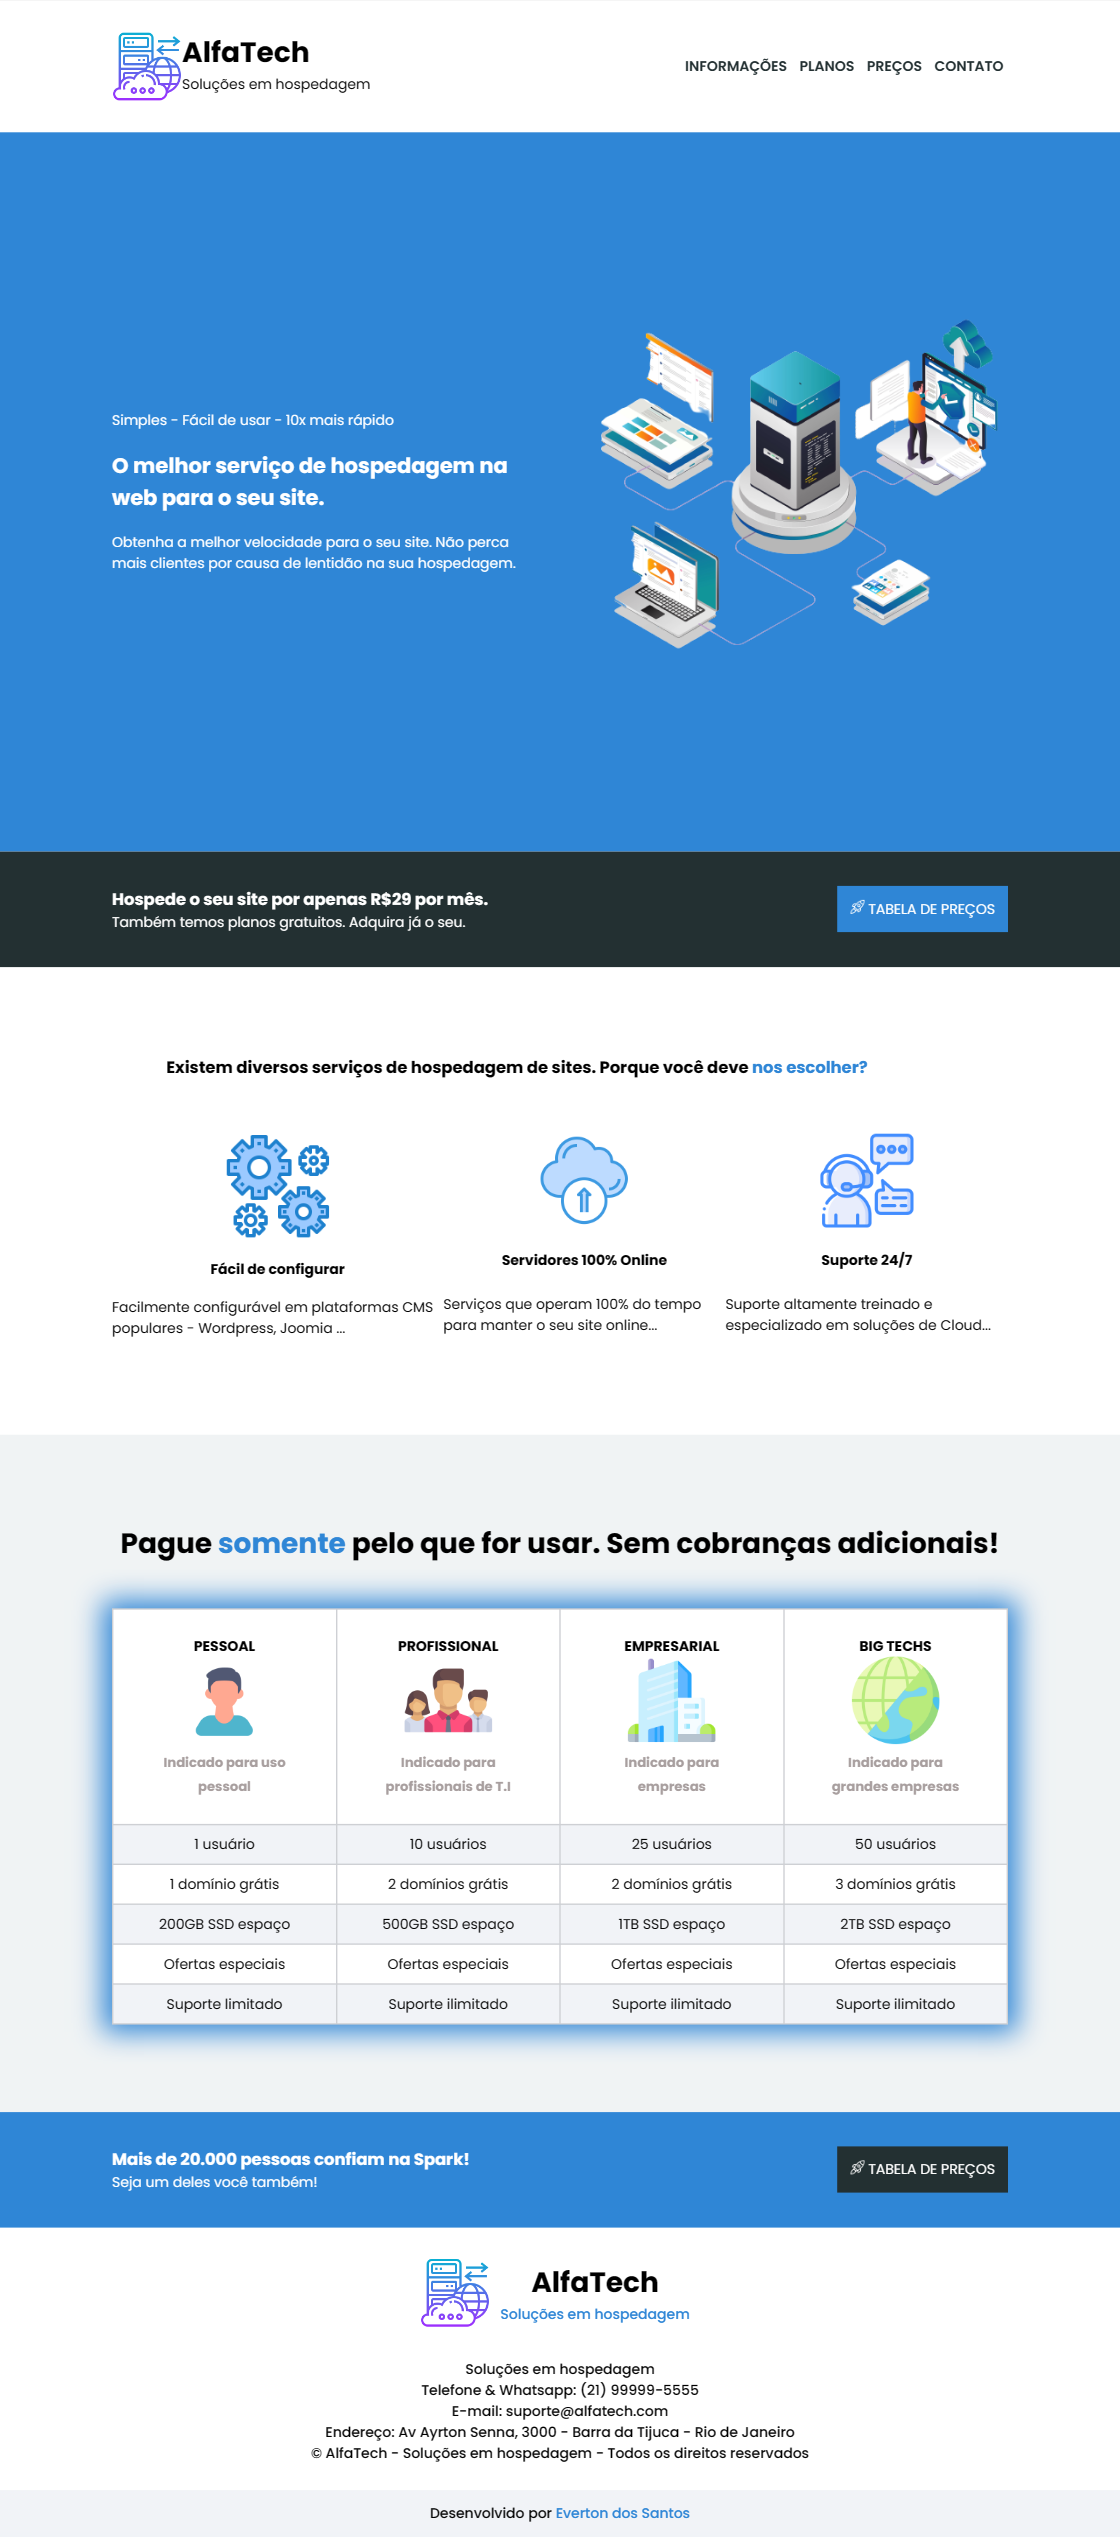 AlfaTech
Soluções em hospedagem
INFORMAÇÕES PLANOS PREÇOS CONTATO
Simples - Fácil de usar - 10x mais rápido
O melhor serviço de hospedagem na
web para o seu site.
Obtenha a melhor velocidade para o seu site. Não perca
mais clientes por causa de lentidão na sua hospedagem.
Hospede o seu site por apenas R$29 por mês.
Também temos planos gratuitos. Adquira já o seu.
TABELA DE PREÇOS
Existem diversos serviços de hospedagem de sites. Porque você deve nos escolher?
Fácil de configurar
Facilmente configurável em plataformas CMS
populares - Wordpress, Joomia ...
Servidores 100% Online
Serviços que operam 100% do tempo
para manter o seu site online...
Suporte 24/7
Suporte altamente treinado e
especializado em soluções de Cloud...
Pague somente pelo que for usar. Sem cobranças adicionais!
PESSOAL PROFISSIONAL EMPRESARIAL BIG TECHS
Indicado para uso Indicado para Indicado para Indicado para
pessoal profissionais de T.I empresas grandes empresas
1 usuário 10 usuários 25 usuários 50 usuários
1 domínio grátis 2 domínios grátis 2 domínios grátis 3 domínios grátis
200GB SSD espaço 500GB SSD espaço 1TB SSD espaço 2TB SSD espaço
Ofertas especiais Ofertas especiais Ofertas especiais Ofertas especiais
Suporte limitado Suporte ilimitado Suporte ilimitado Suporte ilimitado
Mais de 20.000 pessoas confiam na Spark!
Seja um deles você também!
TABELA DE PREÇOS
AlfaTech
Soluções em hospedagem
Soluções em hospedagem
Telefone & Whatsapp: (21) 99999-5555
E-mail: suporte@alfatech.com
Endereço: Av Ayrton Senna, 3000 - Barra da Tijuca - Rio de Janeiro
© AlfaTech - Soluções em hospedagem - Todos os direitos reservados
Desenvolvido por Everton dos Santos